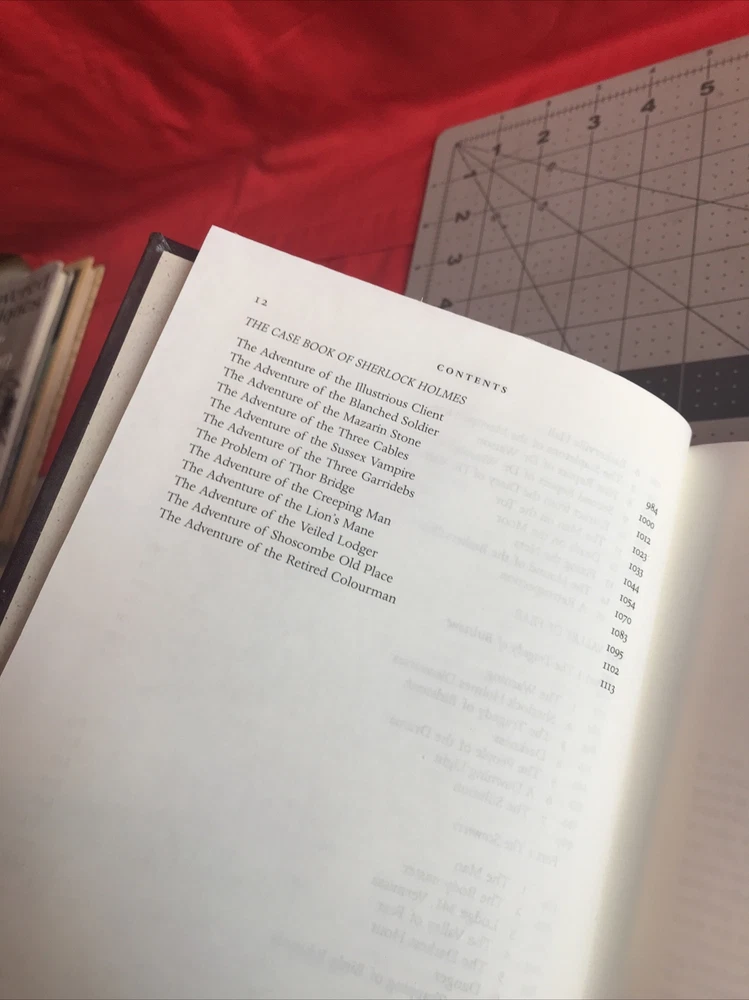 12
CONTENTS
THE CASE BOOK OF SHERLOCK HOLMES
The Adventure of the Illustrious Client 984
The Adventure of the Blanched Soldier 1000
The Adventure of the Mazarin Stone 1012
The Adventure of the Three Gables 1023
The Adventure of the Sussex Vampire 1033
The Adventure of the Three Garridebs 1044
The Problem of Thor Bridge 1054
The Adventure of the Creeping Man 1070
The Adventure of the Lion's Mane 1083
The Adventure of the Veiled Lodger 1095
The Adventure of Shoscombe Old Place 1102
The Adventure of the Retired Colourman 1113
1 2 3 4 5
1
2
3
4